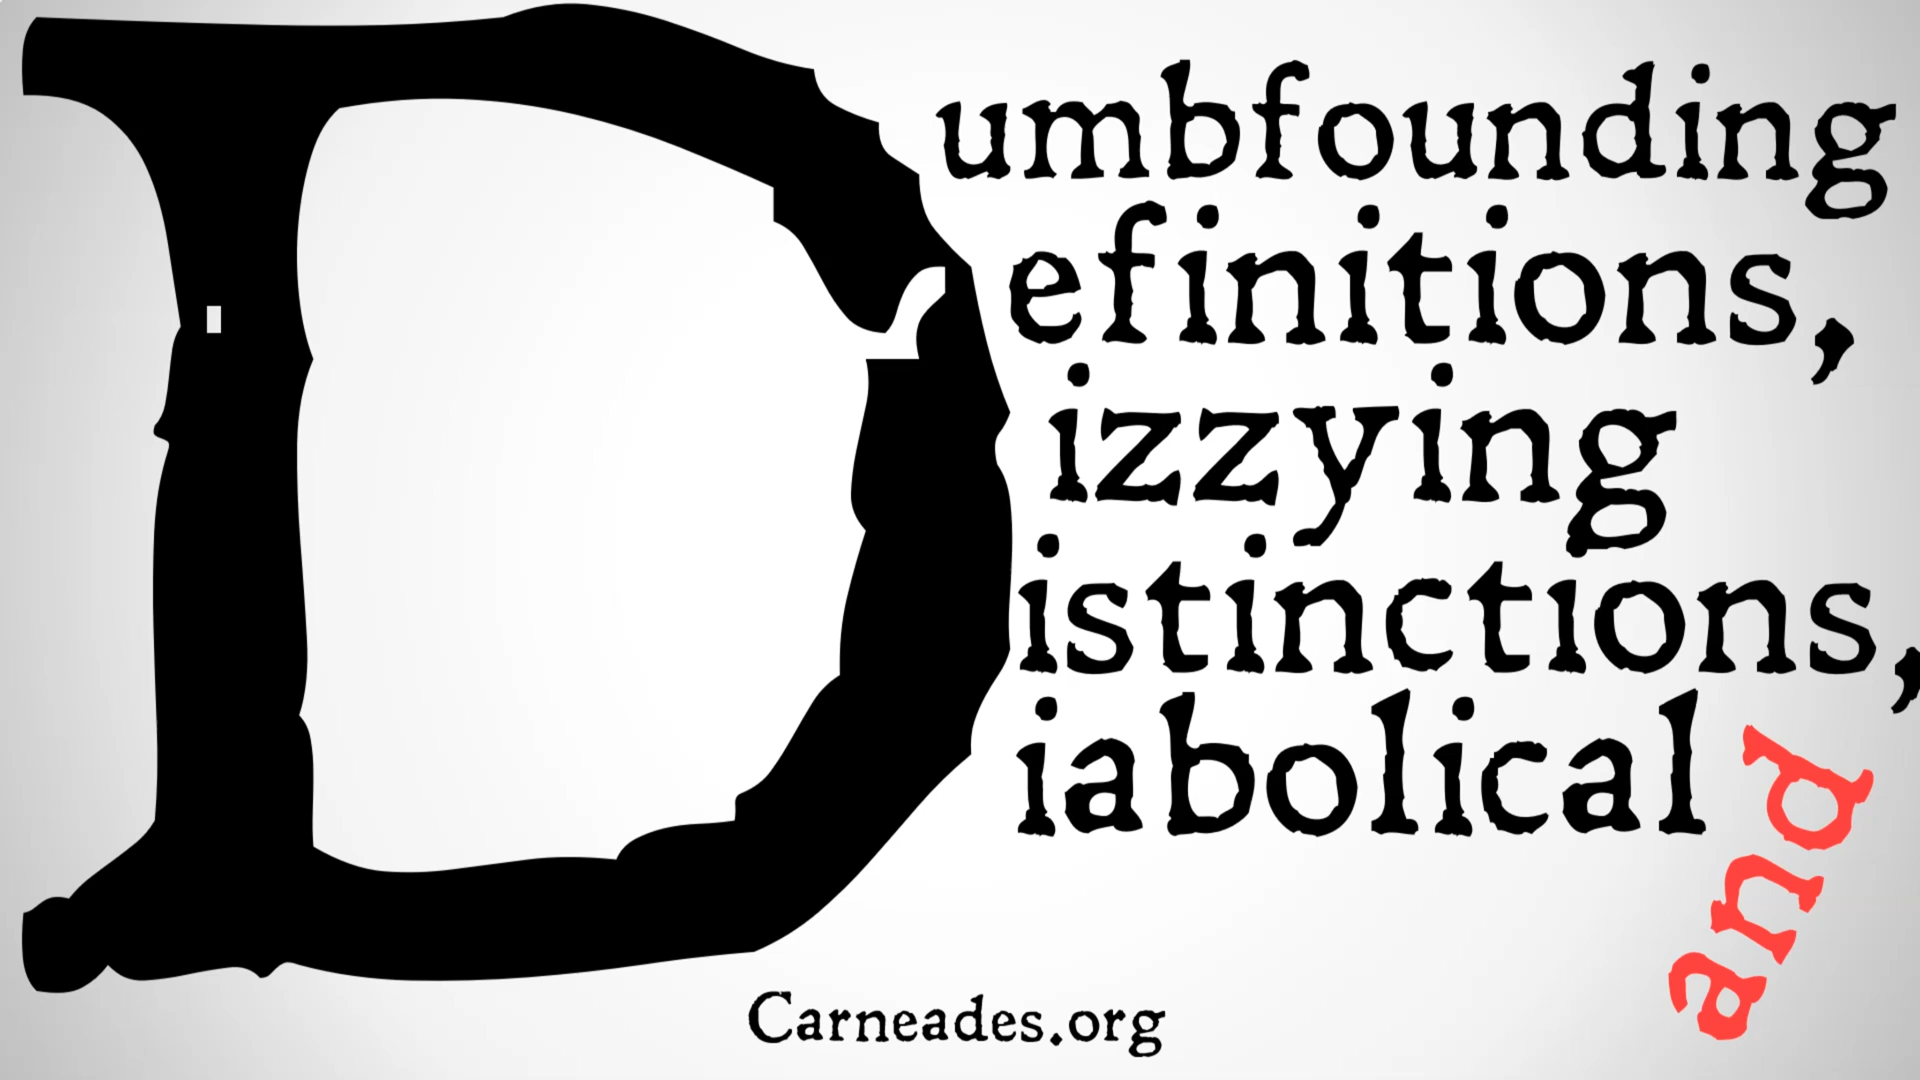 D
umbfounding
efinitions,
izzying
istinctions,
iabolical
and
Carneades.org